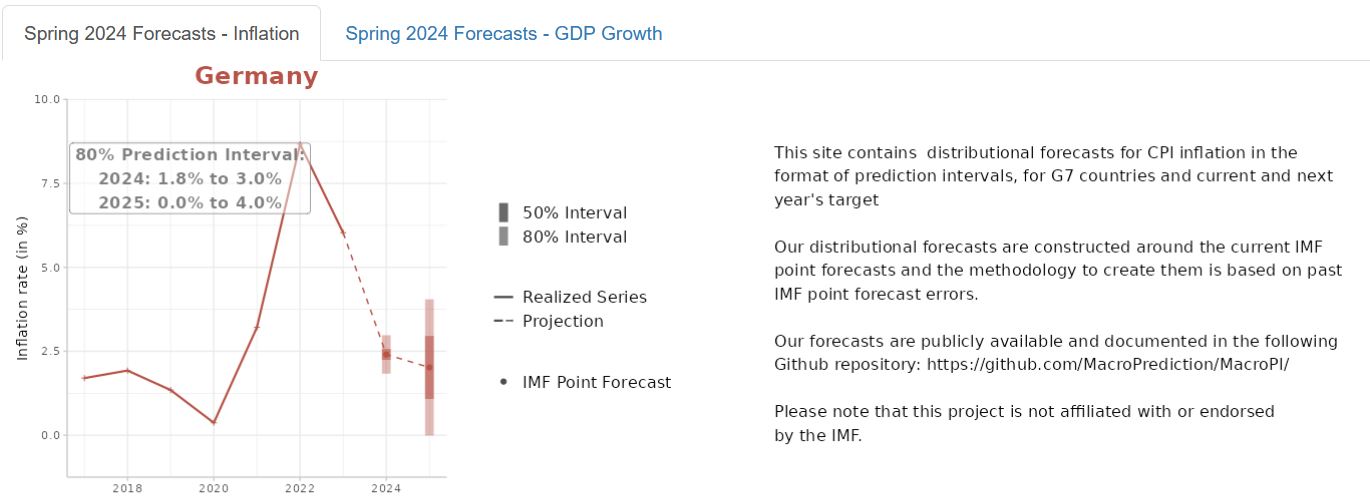 Spring 2024 Forecasts - Inflation
Spring 2024 Forecasts - GDP Growth
Germany
10.0
7.5
5.0
2.5
0.0
Inflation rate (in %)
80% Prediction Interval:
2024: 1.8% to 3.0%
2025: 0.0% to 4.0%
2018
2020
2022
2024
50% Interval
80% Interval
Realized Series
Projection
IMF Point Forecast
This site contains  distributional forecasts for CPI inflation in the
format of prediction intervals, for G7 countries and current and next
year's target
Our distributional forecasts are constructed around the current IMF
point forecasts and the methodology to create them is based on past
IMF point forecast errors.
Our forecasts are publicly available and documented in the following
Github repository: https://github.com/MacroPrediction/MacroPI/
Please note that this project is not affiliated with or endorsed
by the IMF.